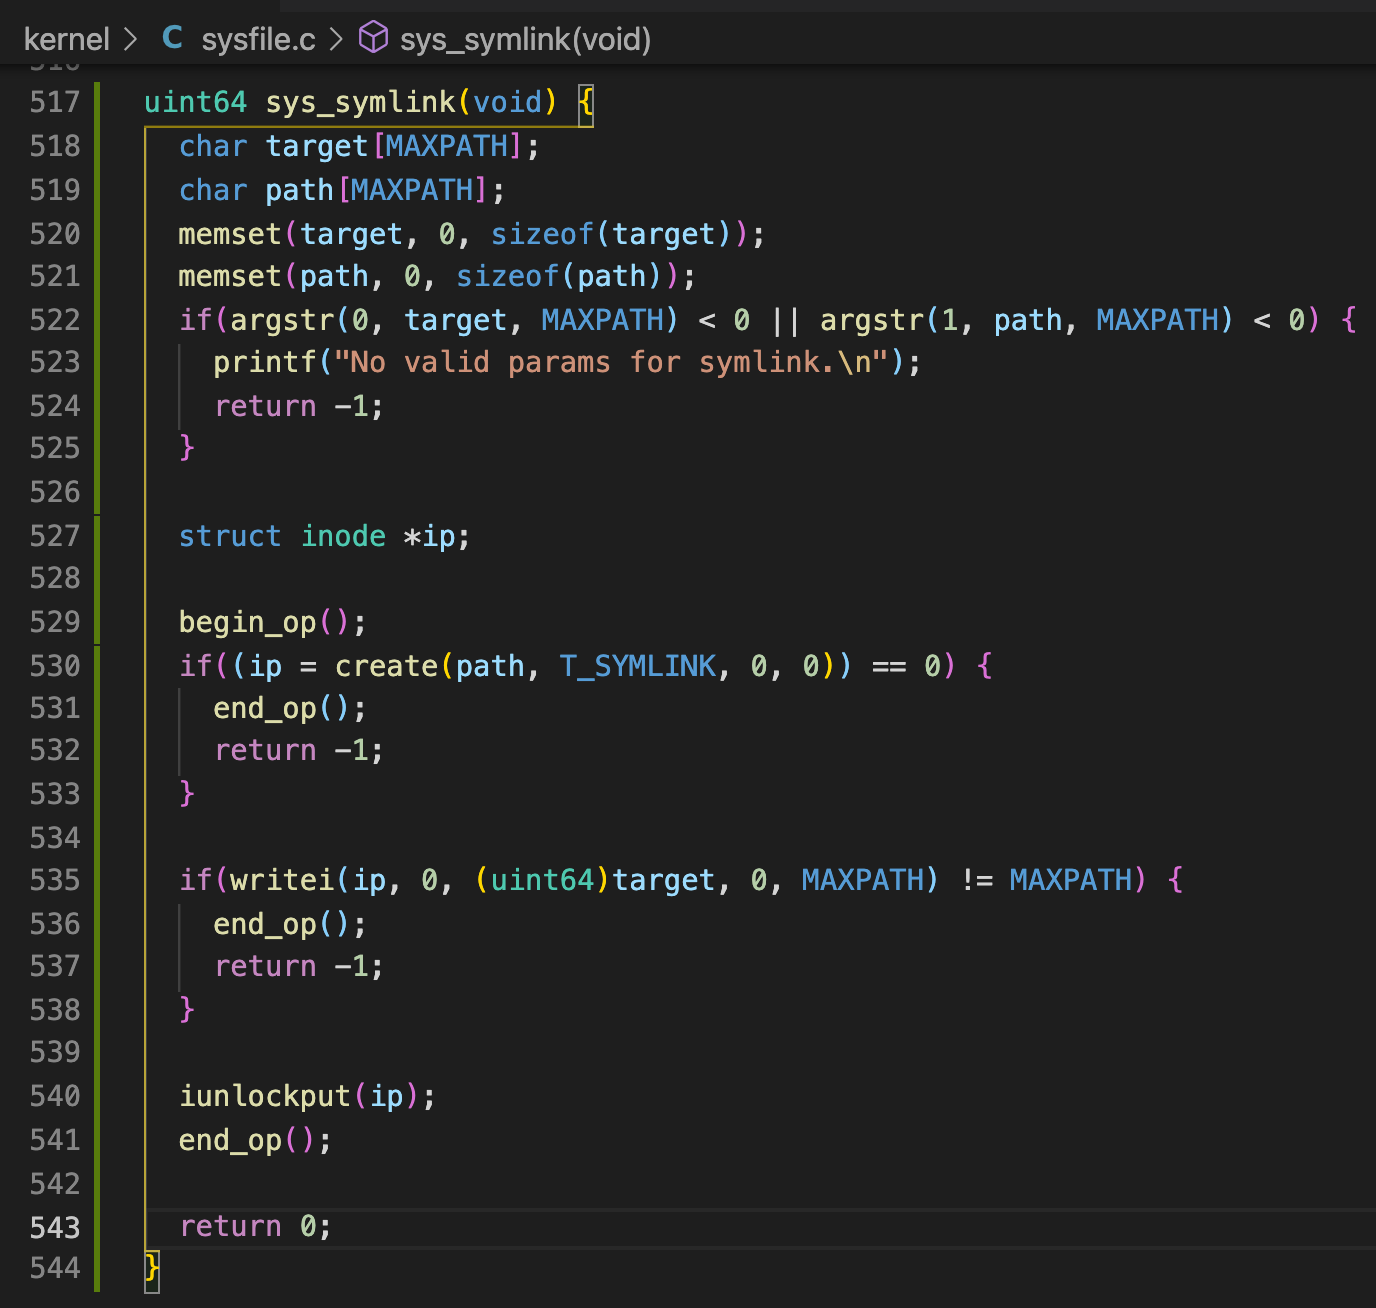 kernel > C sysfile.c > sys_symlink(void)
517 uint64 sys_symlink(void) {
518 char target[MAXPATH];
519 char path[MAXPATH];
520 memset(target, 0, sizeof(target));
521 memset(path, 0, sizeof(path));
522 if(argstr(0, target, MAXPATH) < 0 || argstr(1, path, MAXPATH) < 0) {
523 printf("No valid params for symlink.\n");
524 return -1;
525 }
526
527 struct inode *ip;
528
529 begin_op();
530 if((ip = create(path, T_SYMLINK, 0, 0)) == 0) {
531 end_op();
532 return -1;
533 }
534
535 if(writei(ip, 0, (uint64)target, 0, MAXPATH) != MAXPATH) {
536 end_op();
537 return -1;
538 }
539
540 iunlockput(ip);
541 end_op();
542
543 return 0;
544 }